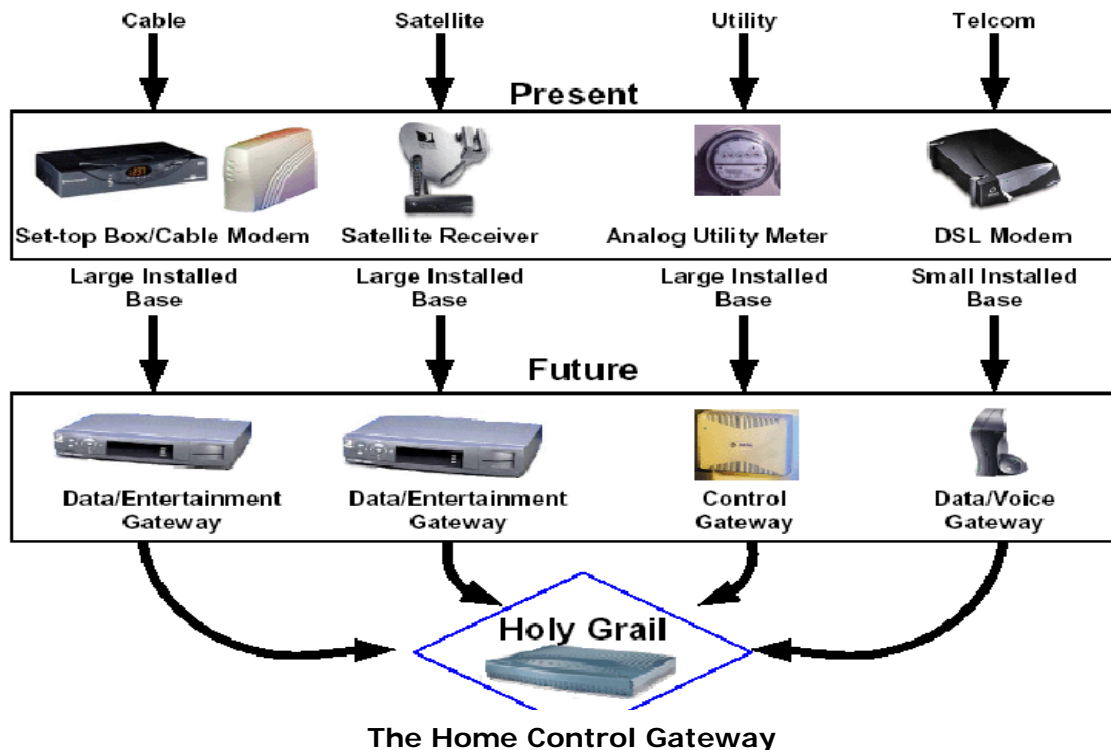 Cable
Satellite
Utility
Telcom
Present
Set-top Box/Cable Modem
Satellite Receiver
Analog Utility Meter
DSL Modem
Large Installed
Base
Large Installed
Base
Large Installed
Base
Small Installed
Base
Future
Data/Entertainment
Gateway
Data/Entertainment
Gateway
Control
Gateway
Data/Voice
Gateway
Holy Grail
The Home Control Gateway